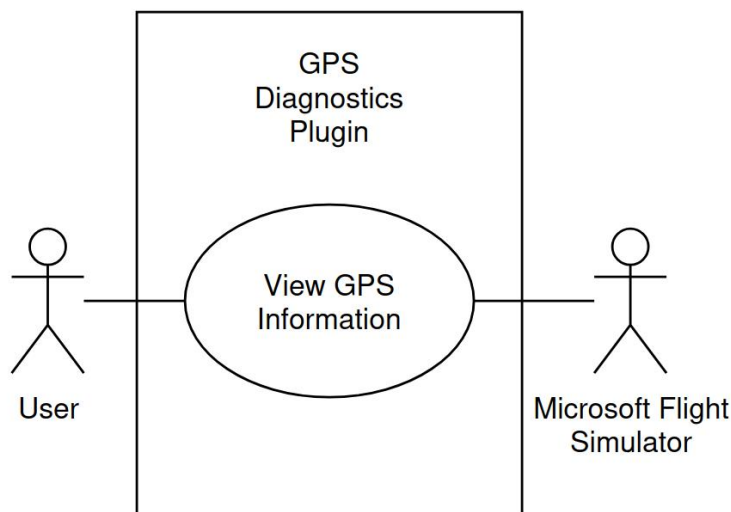 GPS
Diagnostics
Plugin
View GPS
Information
User
Microsoft Flight
Simulator